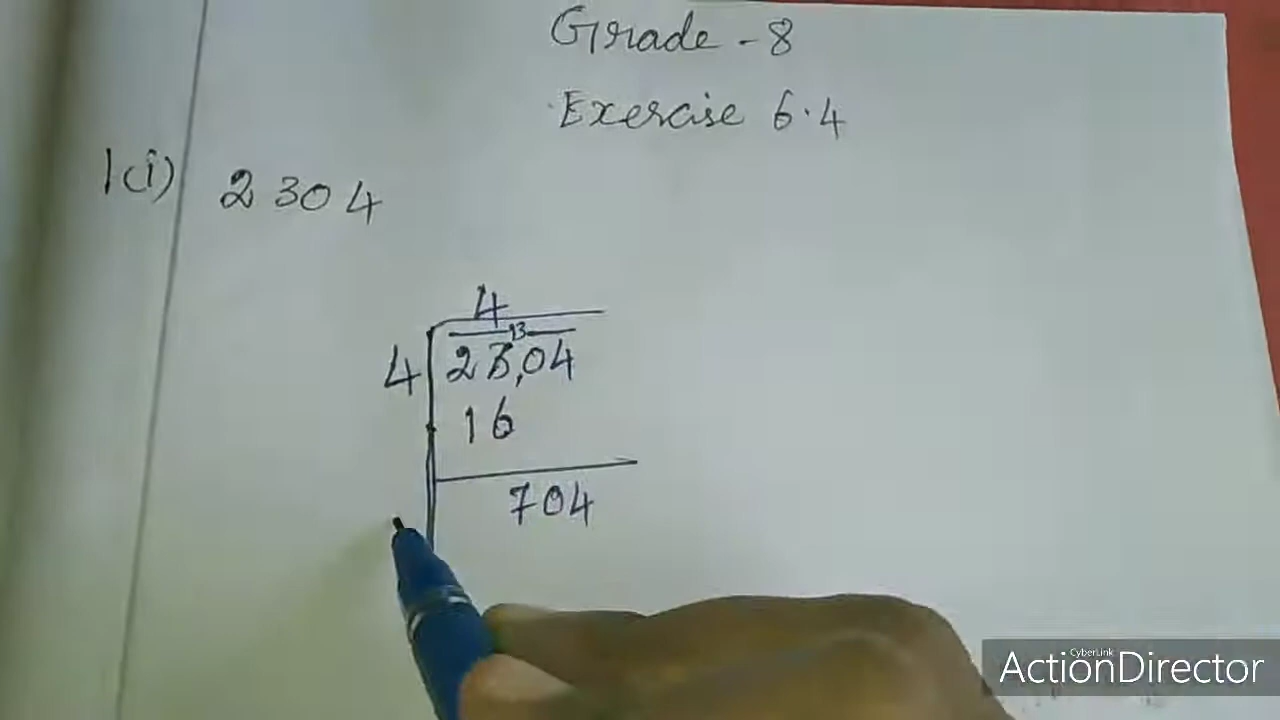 Grade - 8
Exercise 6.4
1(i) 2304
4
13
4 23,04
16
704
CyberLink
ActionDirector